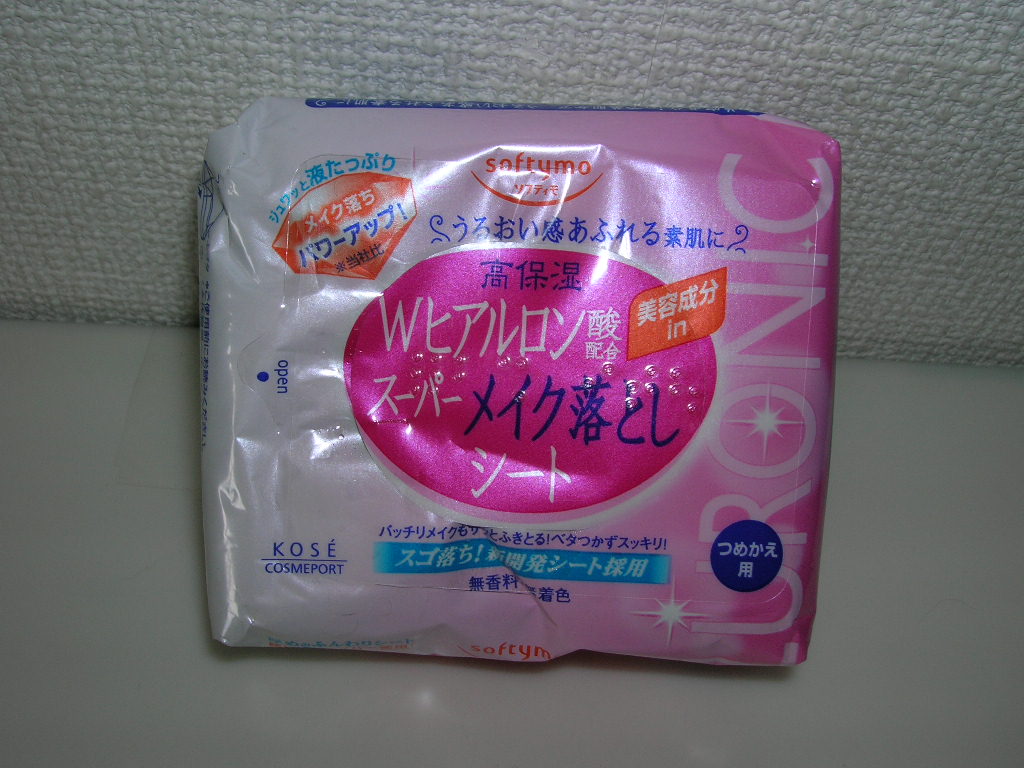 softymo
ソフティモ
ジュワッと液たっぷり
メイク落ち
パワーアップ!
※当社比
うるおい感あふれる素肌に
高保湿
Wヒアルロン酸
配合
美容成分
in
スーパーメイク落とし
シート
open
バッチリメイクもサッとふきとる!ベタつかずスッキリ!
スゴ落ち!新開発シート採用
無香料 無着色
KOSÉ
COSMEPORT
つめかえ
用
URONiC
softym